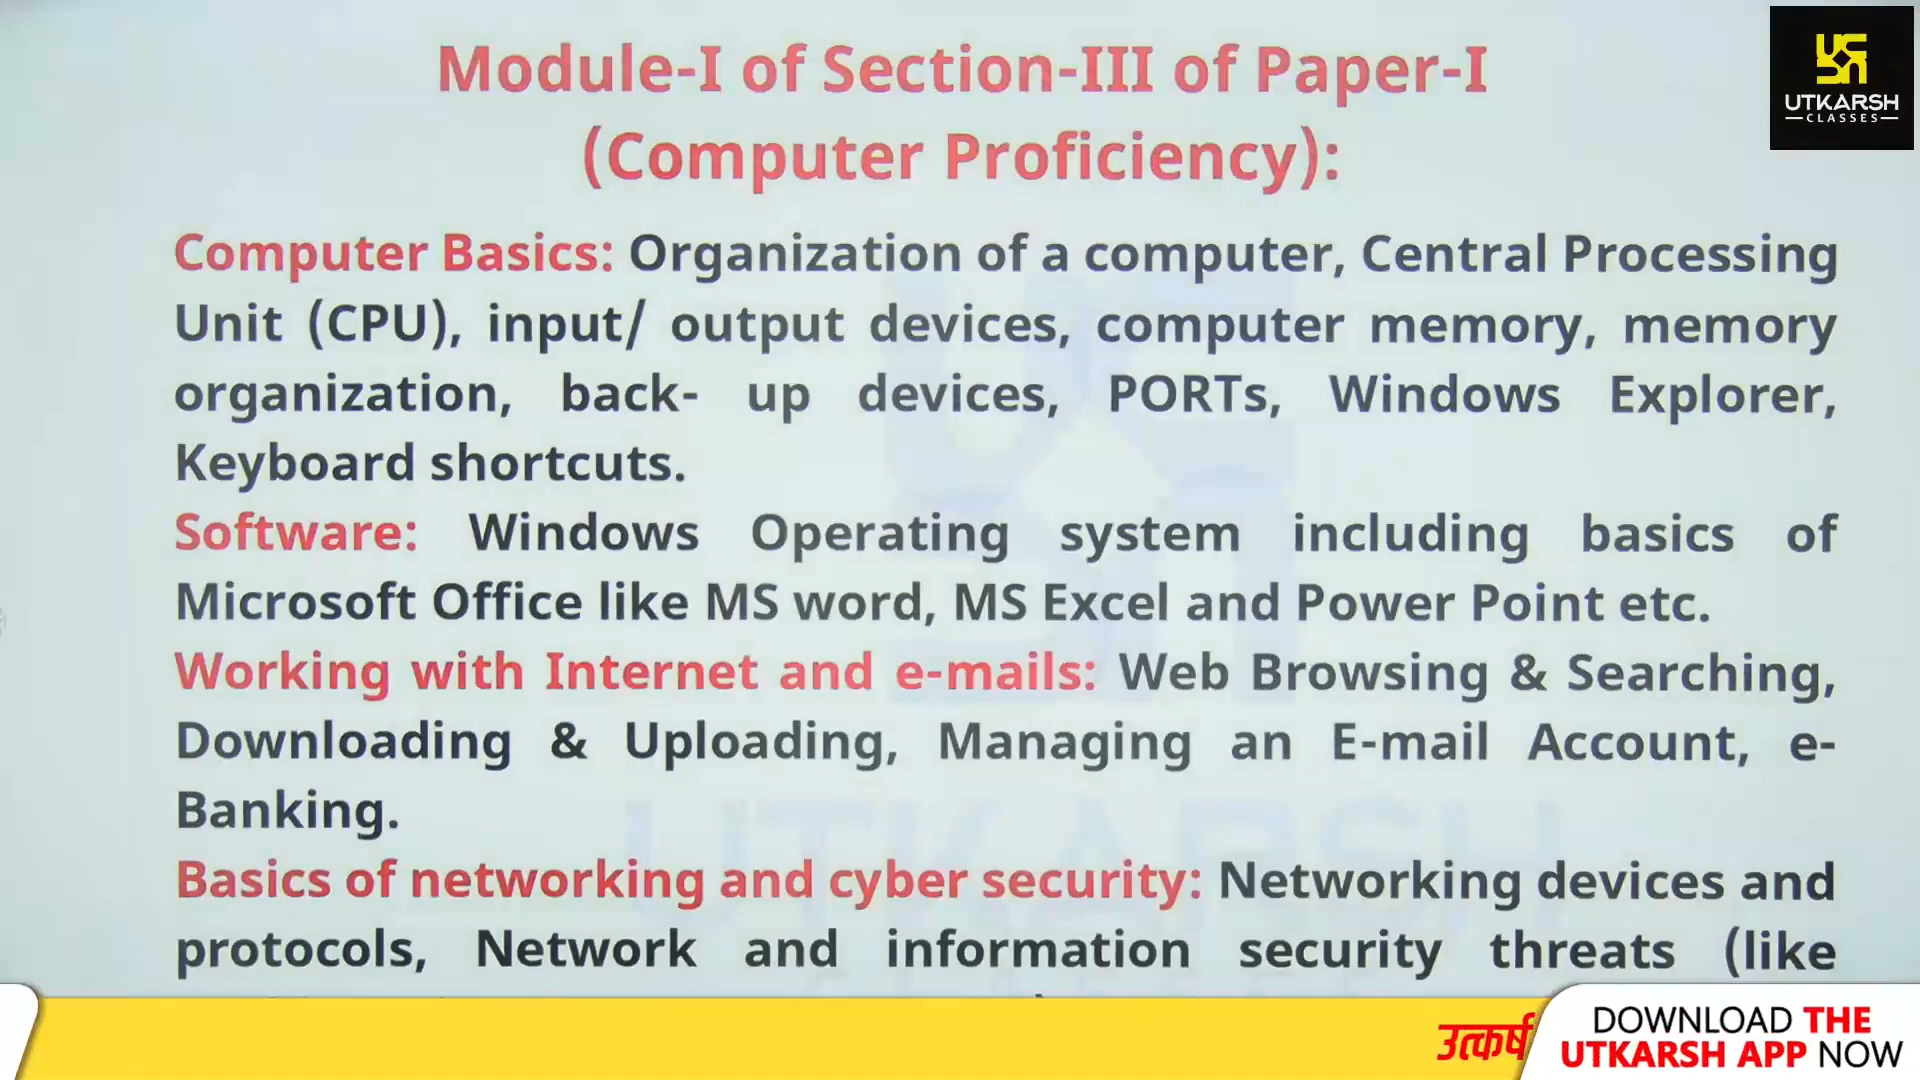 Module-I of Section-III of Paper-I
(Computer Proficiency):
UTKARSH
CLASSES
Computer Basics: Organization of a computer, Central Processing
Unit (CPU), input/ output devices, computer memory, memory
organization, back- up devices, PORTs, Windows Explorer,
Keyboard shortcuts.
Software: Windows Operating system including basics of
Microsoft Office like MS word, MS Excel and Power Point etc.
Working with Internet and e-mails: Web Browsing & Searching,
Downloading & Uploading, Managing an E-mail Account, e-
Banking.
Basics of networking and cyber security: Networking devices and
protocols, Network and information security threats (like
UTKARSH
उत्कर्ष
DOWNLOAD THE
UTKARSH APP NOW